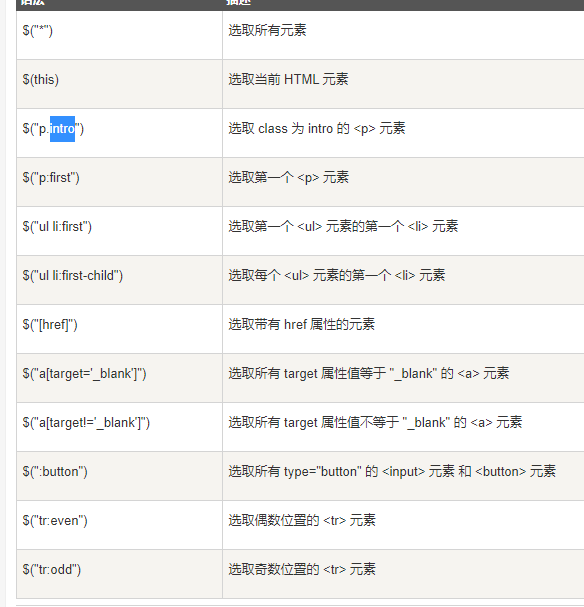 语法 描述
$("*") 选取所有元素
$(this) 选取当前 HTML 元素
$("p.intro") 选取 class 为 intro 的 <p> 元素
$("p:first") 选取第一个 <p> 元素
$("ul li:first") 选取第一个 <ul> 元素的第一个 <li> 元素
$("ul li:first-child") 选取每个 <ul> 元素的第一个 <li> 元素
$("[href]") 选取带有 href 属性的元素
$("a[target='_blank']") 选取所有 target 属性值等于 "_blank" 的 <a> 元素
$("a[target!='_blank']") 选取所有 target 属性值不等于 "_blank" 的 <a> 元素
$(":button") 选取所有 type="button" 的 <input> 元素 和 <button> 元素
$("tr:even") 选取偶数位置的 <tr> 元素
$("tr:odd") 选取奇数位置的 <tr> 元素